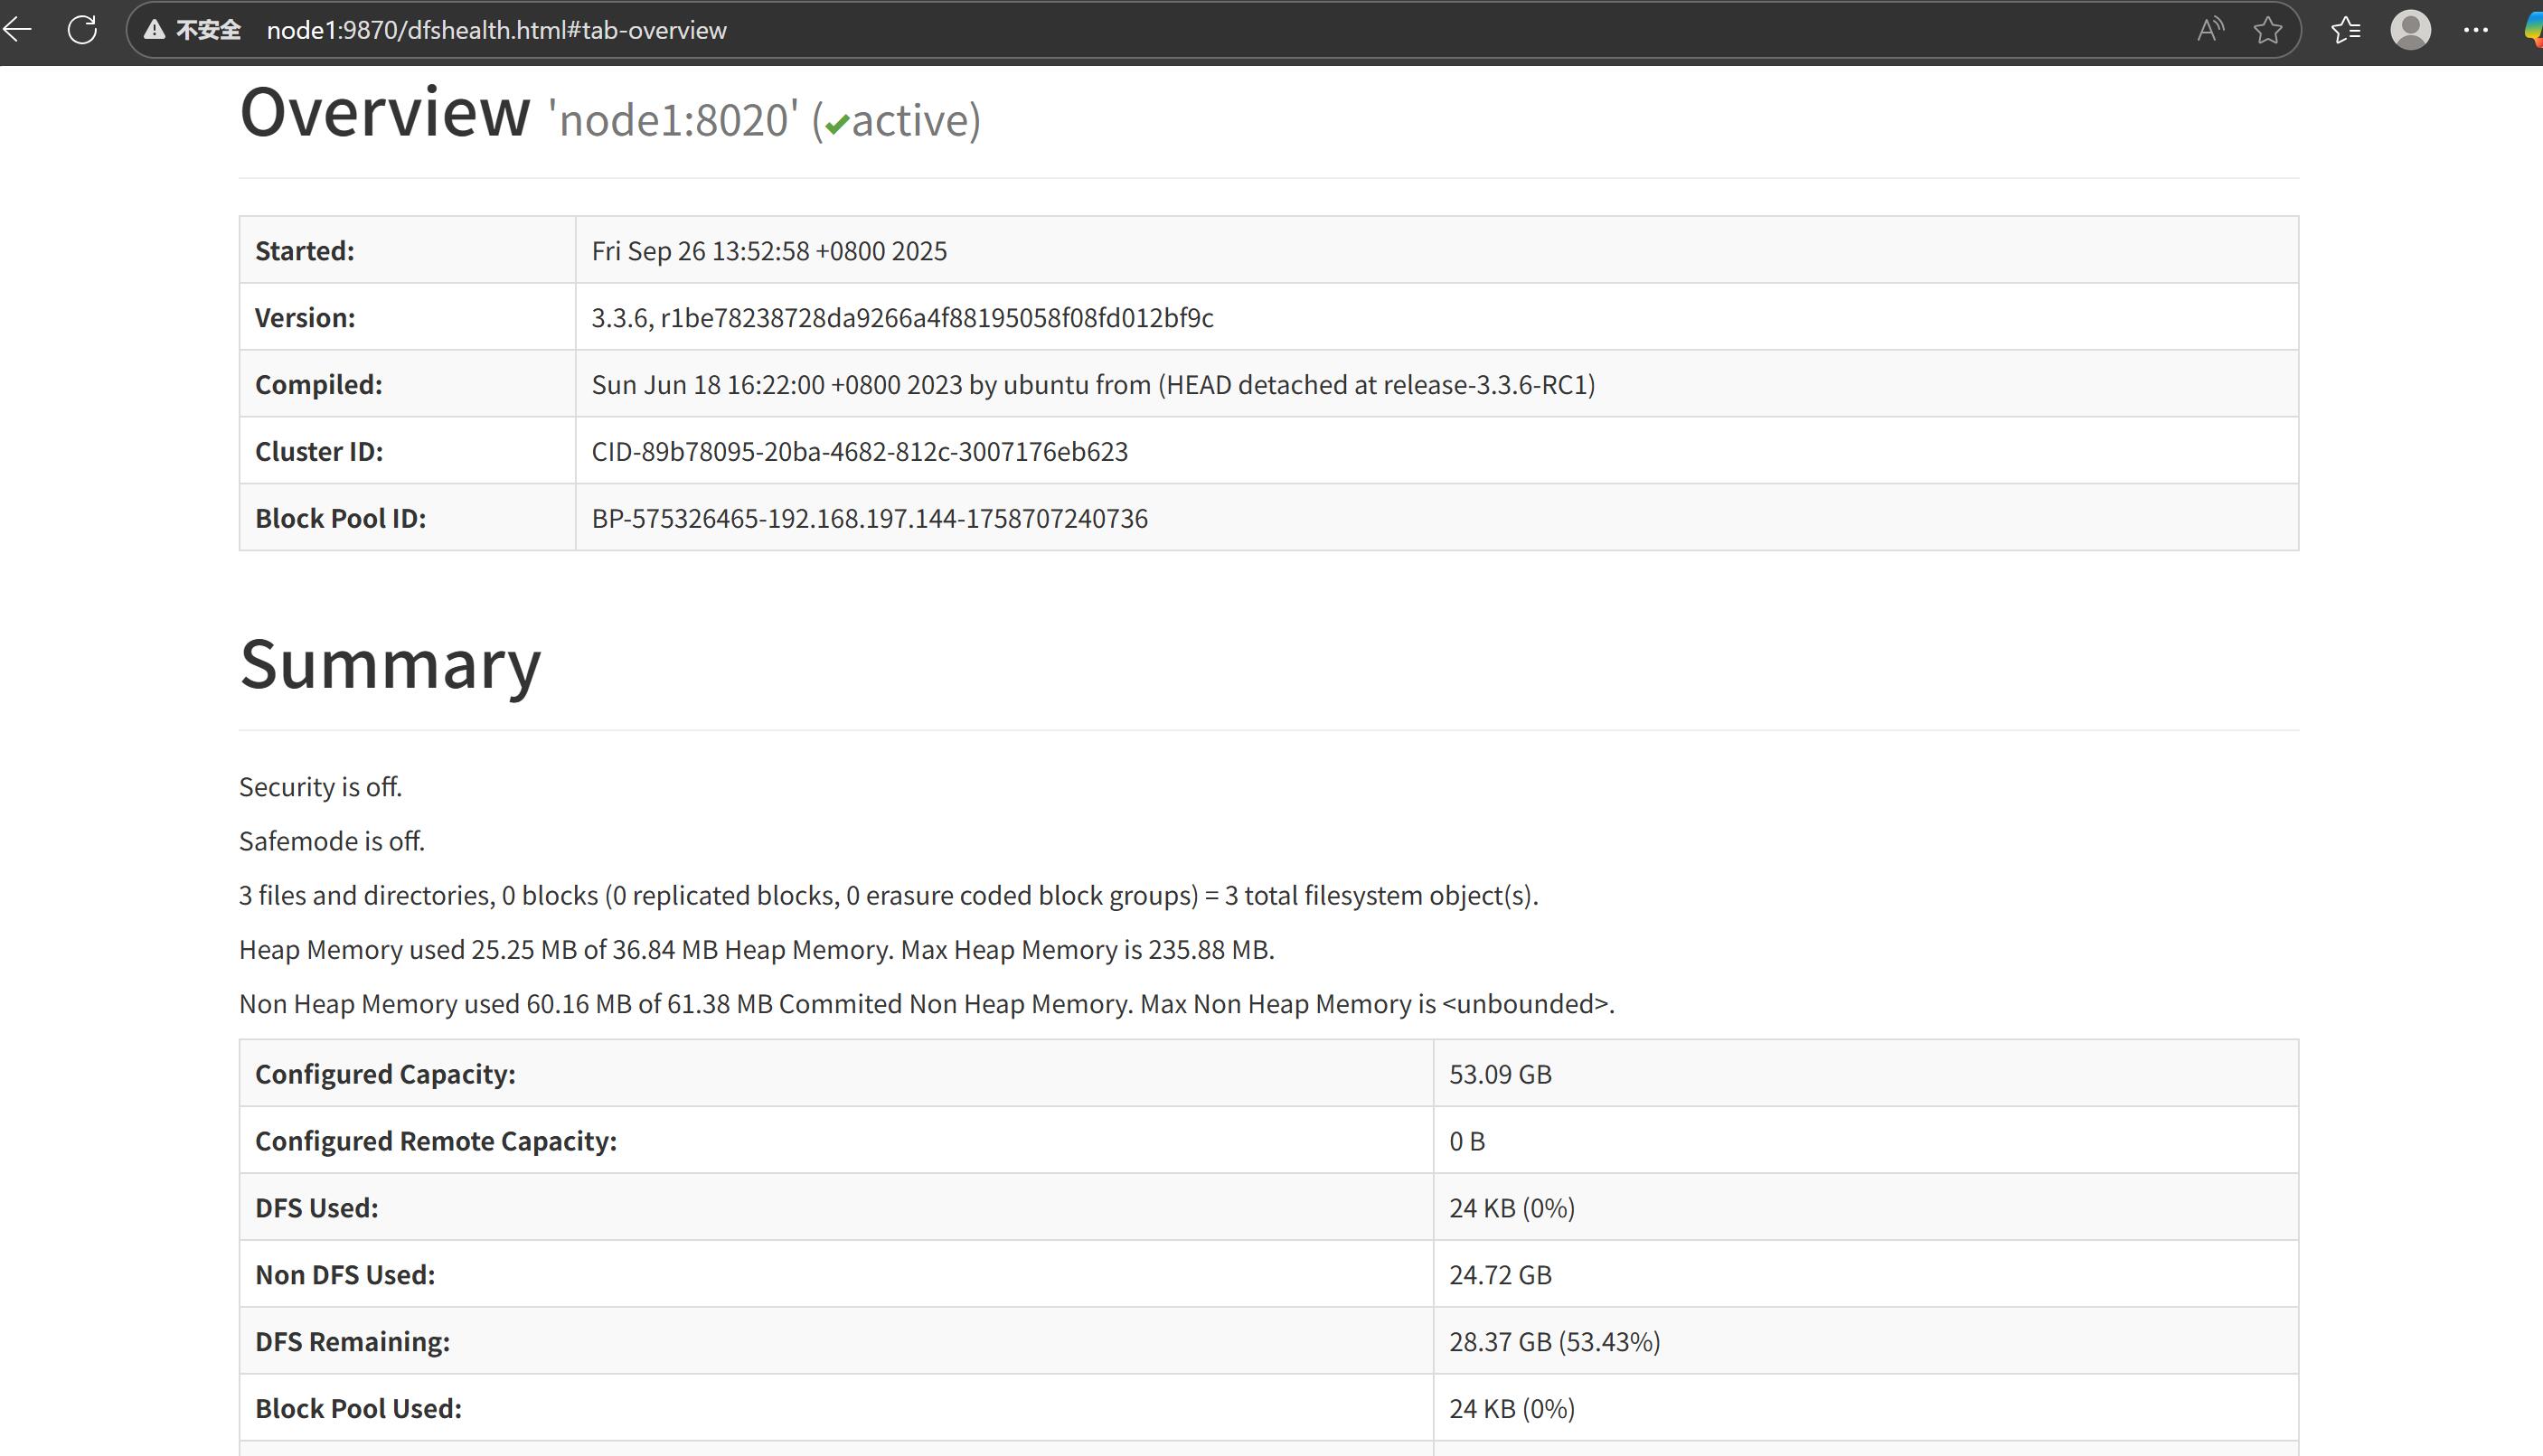 不安全 node1:9870/dfshealth.html#tab-overview
Overview 'node1:8020' (✔active)
Started: Fri Sep 26 13:52:58 +0800 2025
Version: 3.3.6, r1be78238728da9266a4f88195058f08fd012bf9c
Compiled: Sun Jun 18 16:22:00 +0800 2023 by ubuntu from (HEAD detached at release-3.3.6-RC1)
Cluster ID: CID-89b78095-20ba-4682-812c-3007176eb623
Block Pool ID: BP-575326465-192.168.197.144-1758707240736
Summary
Security is off.
Safemode is off.
3 files and directories, 0 blocks (0 replicated blocks, 0 erasure coded block groups) = 3 total filesystem object(s).
Heap Memory used 25.25 MB of 36.84 MB Heap Memory. Max Heap Memory is 235.88 MB.
Non Heap Memory used 60.16 MB of 61.38 MB Commited Non Heap Memory. Max Non Heap Memory is <unbounded>.
Configured Capacity: 53.09 GB
Configured Remote Capacity: 0 B
DFS Used: 24 KB (0%)
Non DFS Used: 24.72 GB
DFS Remaining: 28.37 GB (53.43%)
Block Pool Used: 24 KB (0%)